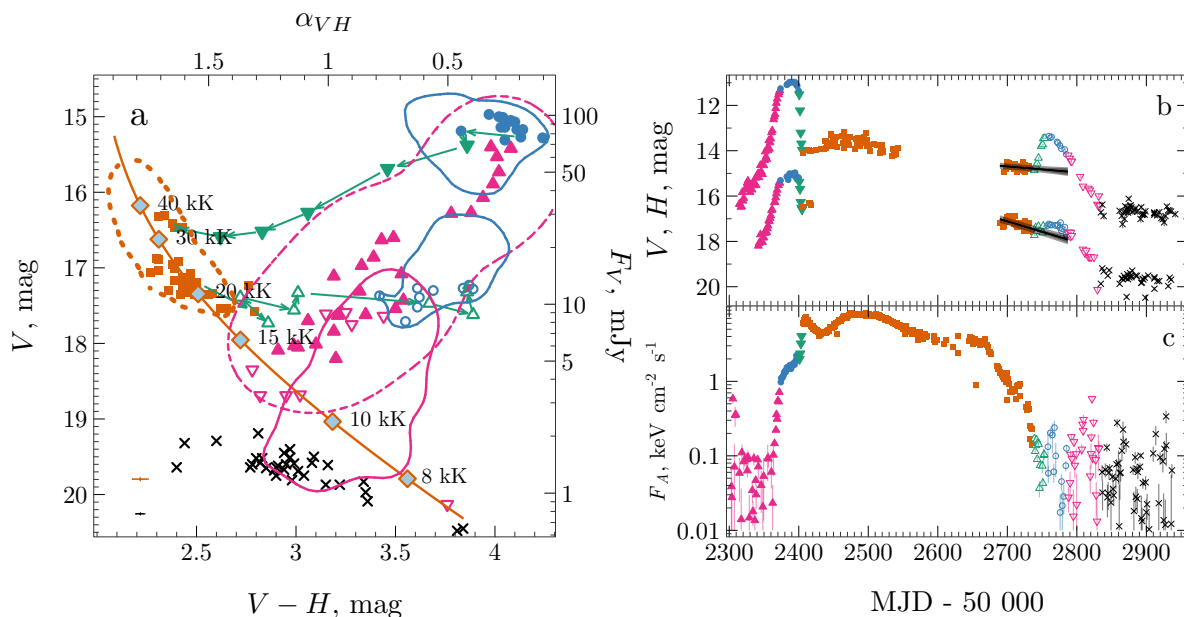 α_{VH}
1.5 1 0.5
a
15
16
17
18
19
20
V, mag
100
50
10
5
1
F_V, mJy
40 kK
30 kK
20 kK
15 kK
10 kK
8 kK
2.5 3 3.5 4
V − H, mag
b
12
14
16
18
20
V, H, mag
c
1
0.1
0.01
F_A, keV cm^{-2} s^{-1}
2300 2400 2500 2600 2700 2800 2900
MJD - 50 000